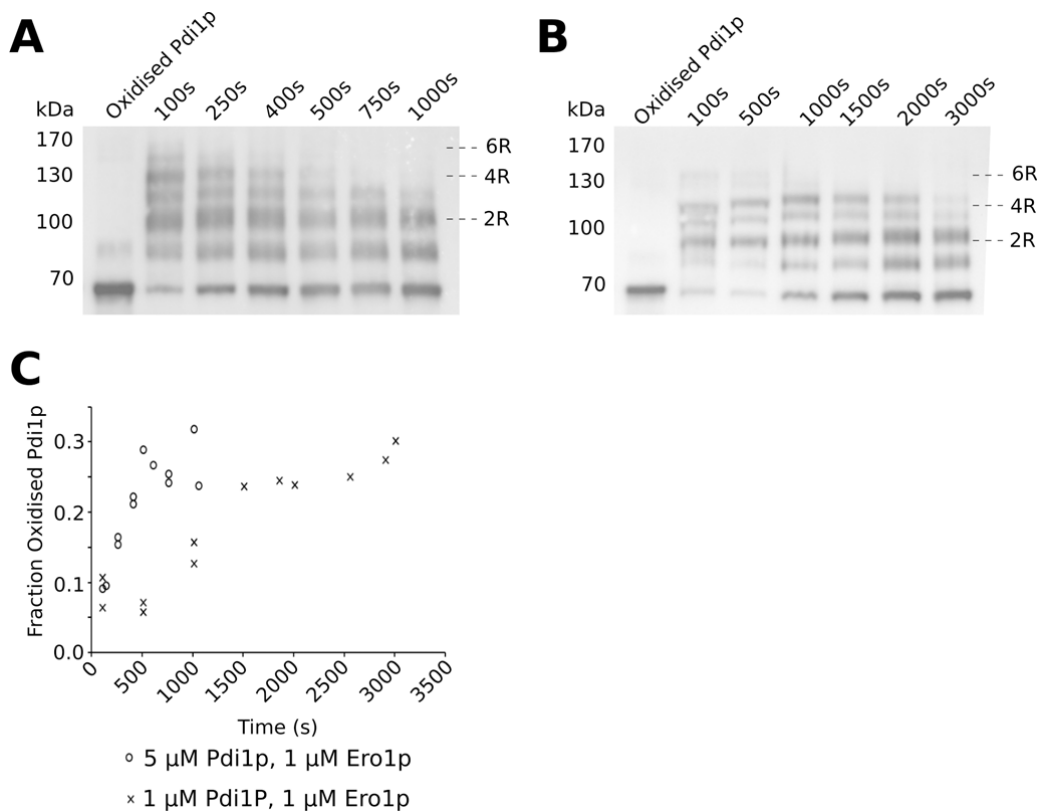 A
kDa
Oxidised Pdi1p
100s
250s
400s
500s
750s
1000s
170
130
100
70
6R
4R
2R
B
kDa
Oxidised Pdi1p
100s
500s
1000s
1500s
2000s
3000s
170
130
100
70
6R
4R
2R
C
Fraction Oxidised Pdi1p
0.3
0.2
0.1
0.0
0
500
1000
1500
2000
2500
3000
3500
Time (s)
o 5 μM Pdi1p, 1 μM Ero1p
x 1 μM Pdi1P, 1 μM Ero1p